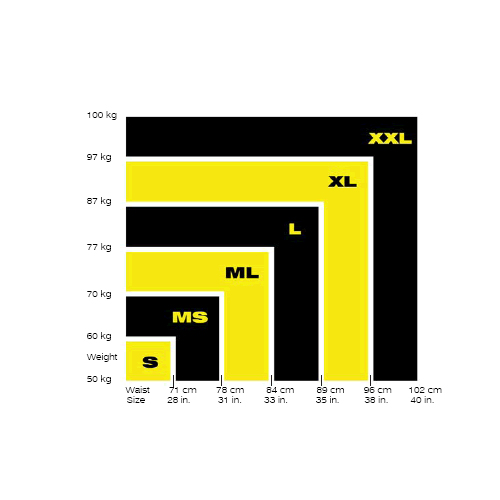 100 kg
XXL
97 kg
XL
87 kg
L
77 kg
ML
70 kg
MS
60 kg
Weight
S
50 kg
Waist 71 cm 78 cm 84 cm 89 cm 96 cm 102 cm
Size 28 in. 31 in. 33 in. 35 in. 38 in. 40 in.